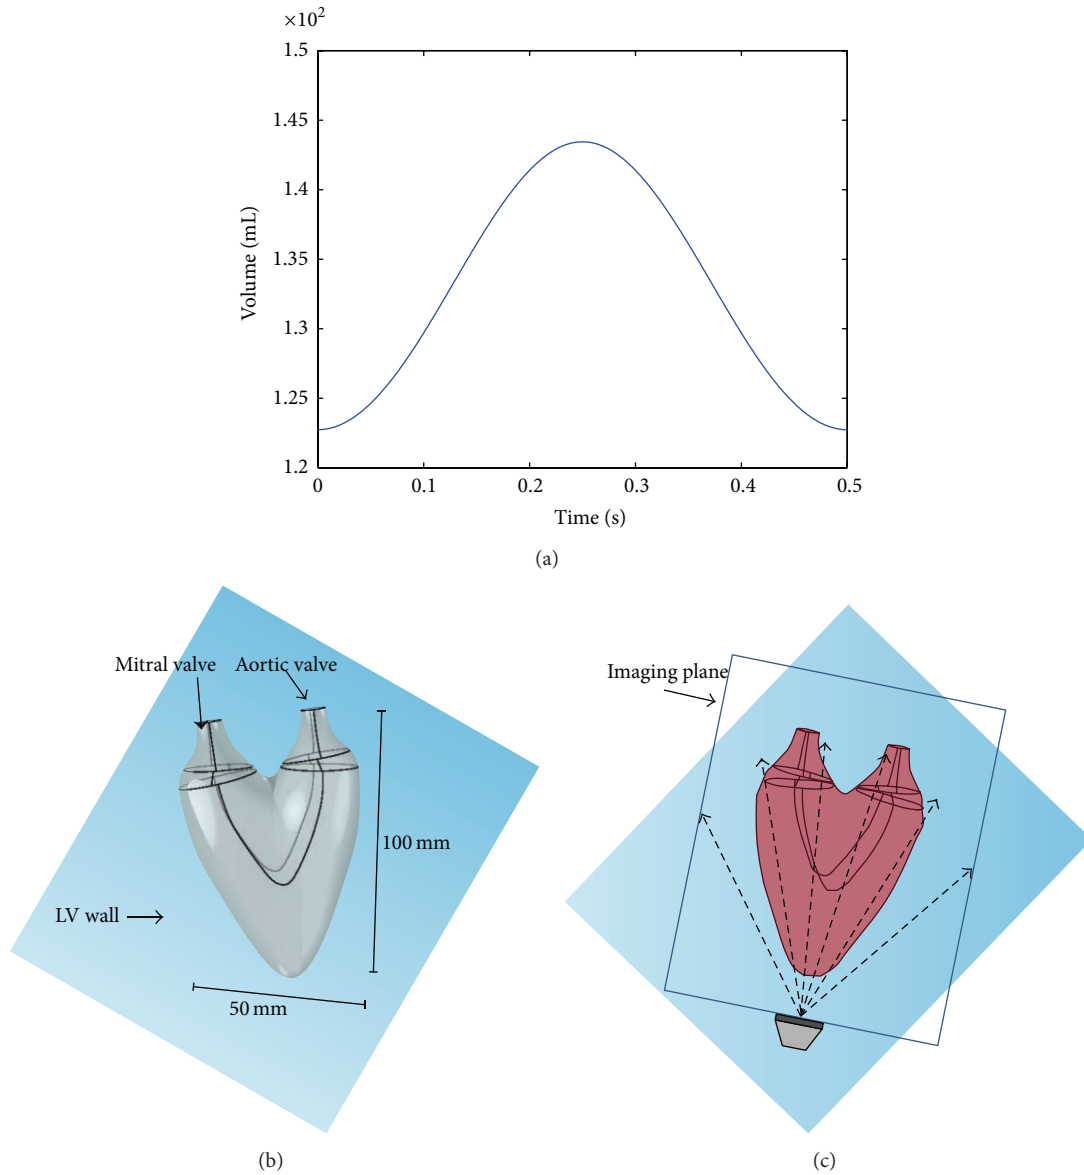 ×10²
1.5
1.45
1.4
1.35
1.3
1.25
1.2
Volume (mL)
0 0.1 0.2 0.3 0.4 0.5
Time (s)
(a)
Mitral valve Aortic valve
100 mm
LV wall
50 mm
(b)
Imaging plane
(c)